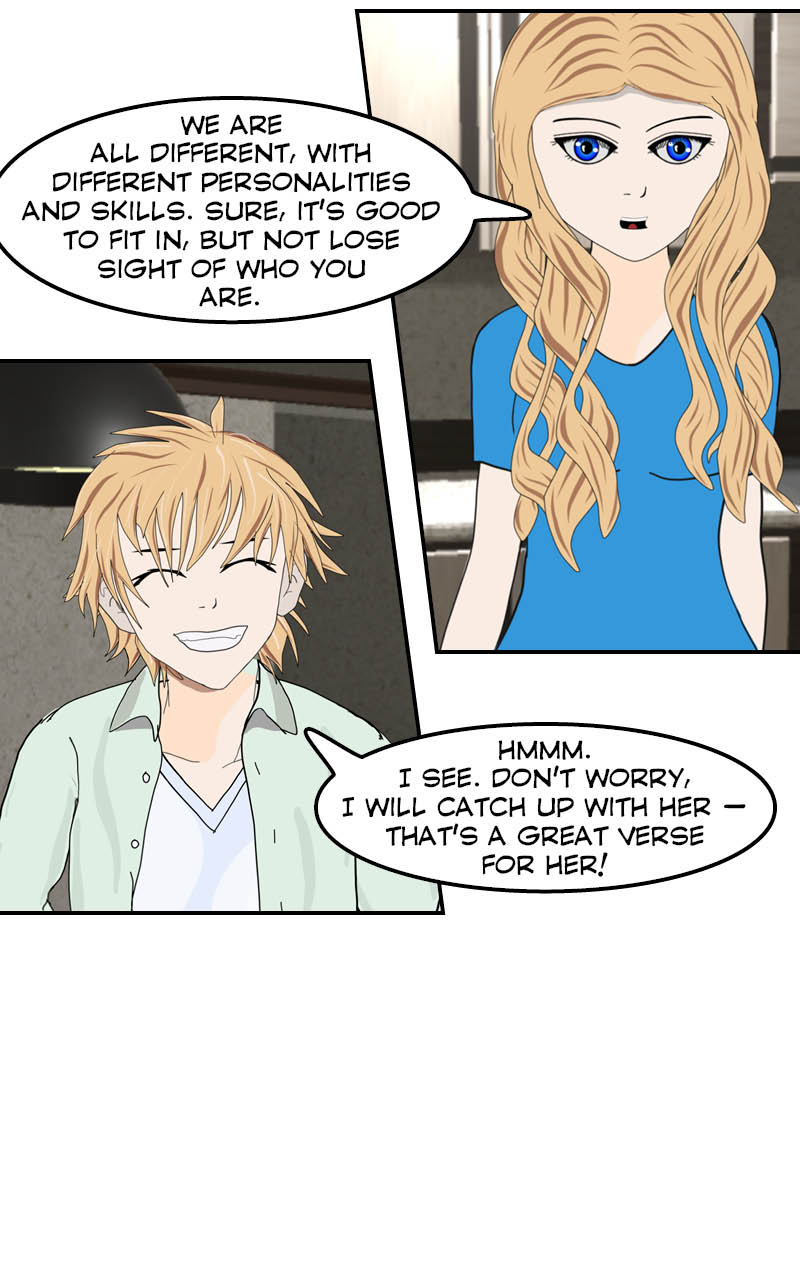 WE ARE
ALL DIFFERENT, WITH
DIFFERENT PERSONALITIES
AND SKILLS. SURE, IT'S GOOD
TO FIT IN, BUT NOT LOSE
SIGHT OF WHO YOU
ARE.
HMMM.
I SEE. DON'T WORRY,
I WILL CATCH UP WITH HER –
THAT'S A GREAT VERSE
FOR HER!